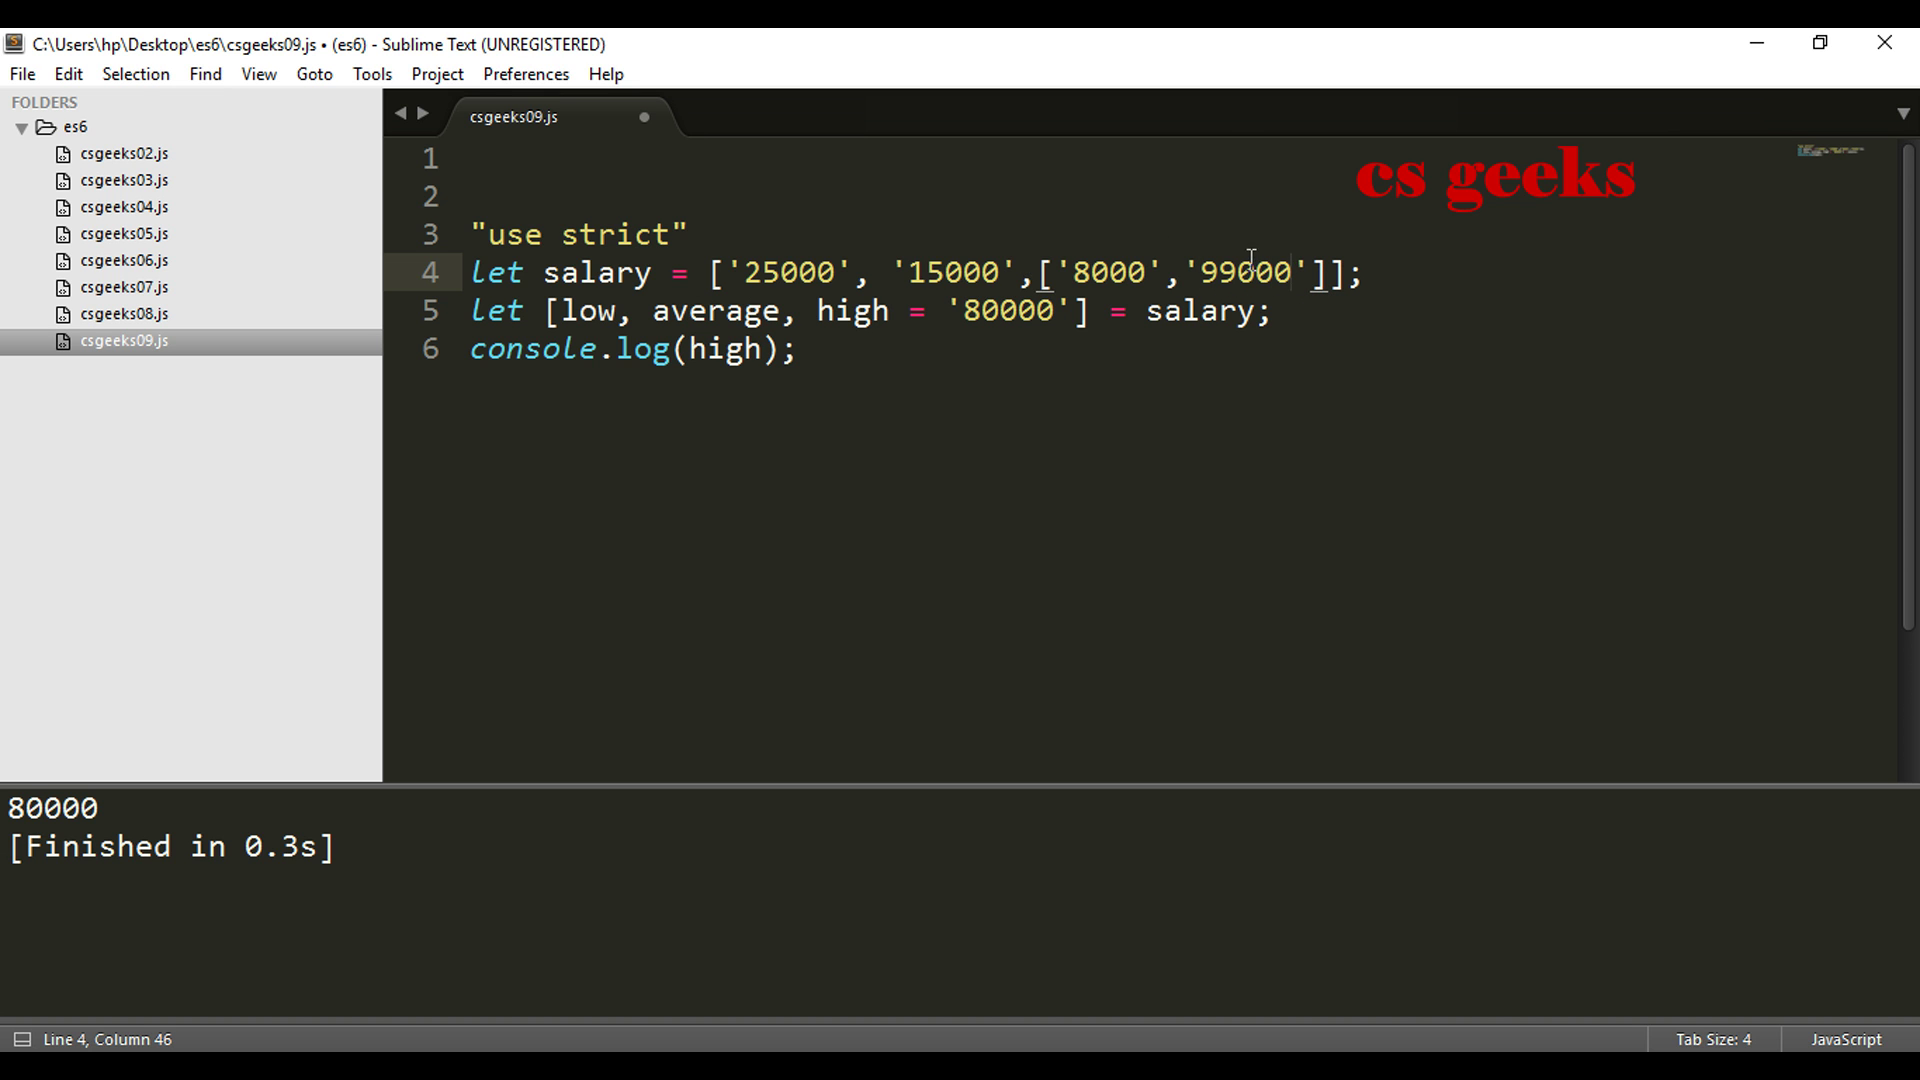 C:\Users\hp\Desktop\es6\csgeeks09.js • (es6) - Sublime Text (UNREGISTERED)
File Edit Selection Find View Goto Tools Project Preferences Help
FOLDERS
es6
csgeeks02.js
csgeeks03.js
csgeeks04.js
csgeeks05.js
csgeeks06.js
csgeeks07.js
csgeeks08.js
csgeeks09.js
csgeeks09.js
cs geeks
1
2
3 "use strict"
4 let salary = ['25000', '15000',['8000','99000']];
5 let [low, average, high = '80000'] = salary;
6 console.log(high);
80000
[Finished in 0.3s]
Line 4, Column 46
Tab Size: 4
JavaScript